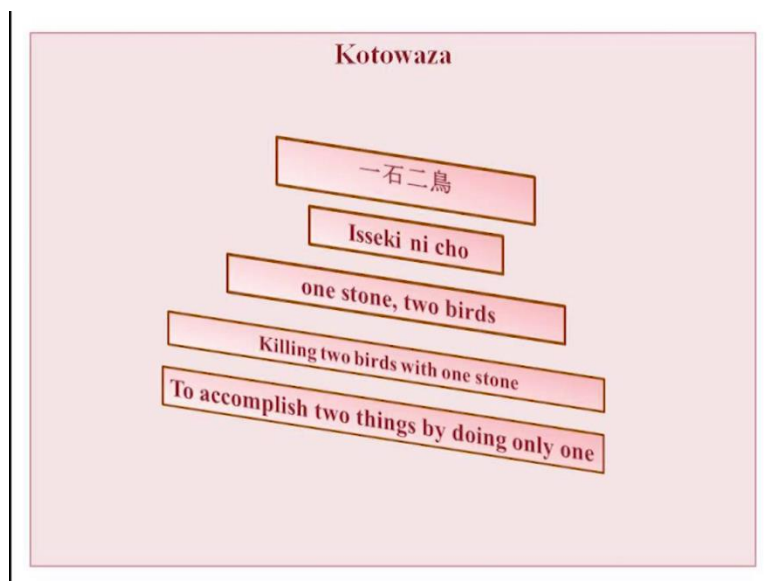 Kotowaza
一石二鳥
Isseki ni cho
one stone, two birds
Killing two birds with one stone
To accomplish two things by doing only one